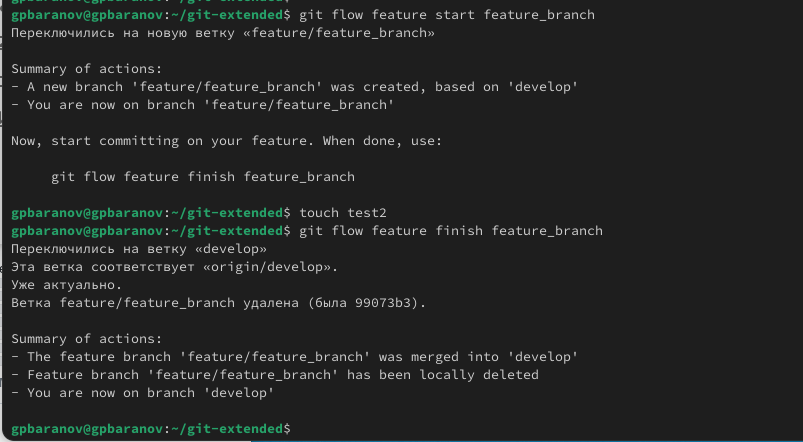 gpbaranov@gpbaranov:~/git-extended$ git flow feature start feature_branch
Переключились на новую ветку «feature/feature_branch»
Summary of actions:
- A new branch 'feature/feature_branch' was created, based on 'develop'
- You are now on branch 'feature/feature_branch'
Now, start committing on your feature. When done, use:
git flow feature finish feature_branch
gpbaranov@gpbaranov:~/git-extended$ touch test2
gpbaranov@gpbaranov:~/git-extended$ git flow feature finish feature_branch
Переключились на ветку «develop»
Эта ветка соответствует «origin/develop».
Уже актуально.
Ветка feature/feature_branch удалена (была 99073b3).
Summary of actions:
- The feature branch 'feature/feature_branch' was merged into 'develop'
- Feature branch 'feature/feature_branch' has been locally deleted
- You are now on branch 'develop'
gpbaranov@gpbaranov:~/git-extended$